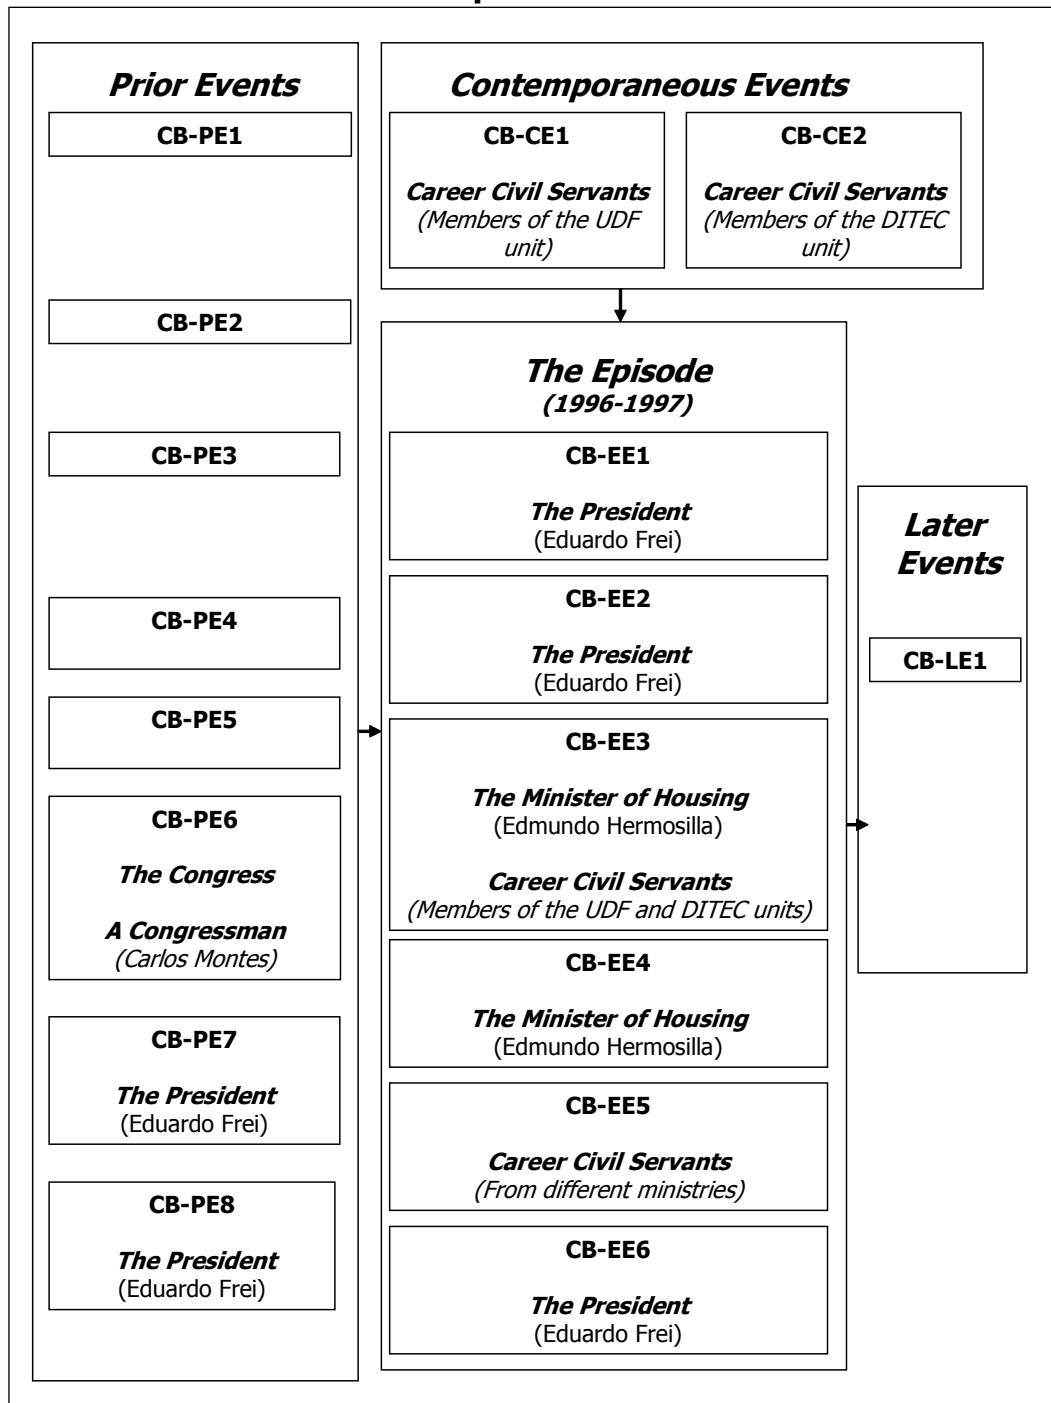 Prior Events
CB-PE1
CB-PE2
CB-PE3
CB-PE4
CB-PE5
CB-PE6
The Congress
A Congressman
(Carlos Montes)
CB-PE7
The President
(Eduardo Frei)
CB-PE8
The President
(Eduardo Frei)
Contemporaneous Events
CB-CE1
Career Civil Servants
(Members of the UDF
unit)
CB-CE2
Career Civil Servants
(Members of the DITEC
unit)
The Episode
(1996-1997)
CB-EE1
The President
(Eduardo Frei)
CB-EE2
The President
(Eduardo Frei)
CB-EE3
The Minister of Housing
(Edmundo Hermosilla)
Career Civil Servants
(Members of the UDF and DITEC units)
CB-EE4
The Minister of Housing
(Edmundo Hermosilla)
CB-EE5
Career Civil Servants
(From different ministries)
CB-EE6
The President
(Eduardo Frei)
Later
Events
CB-LE1